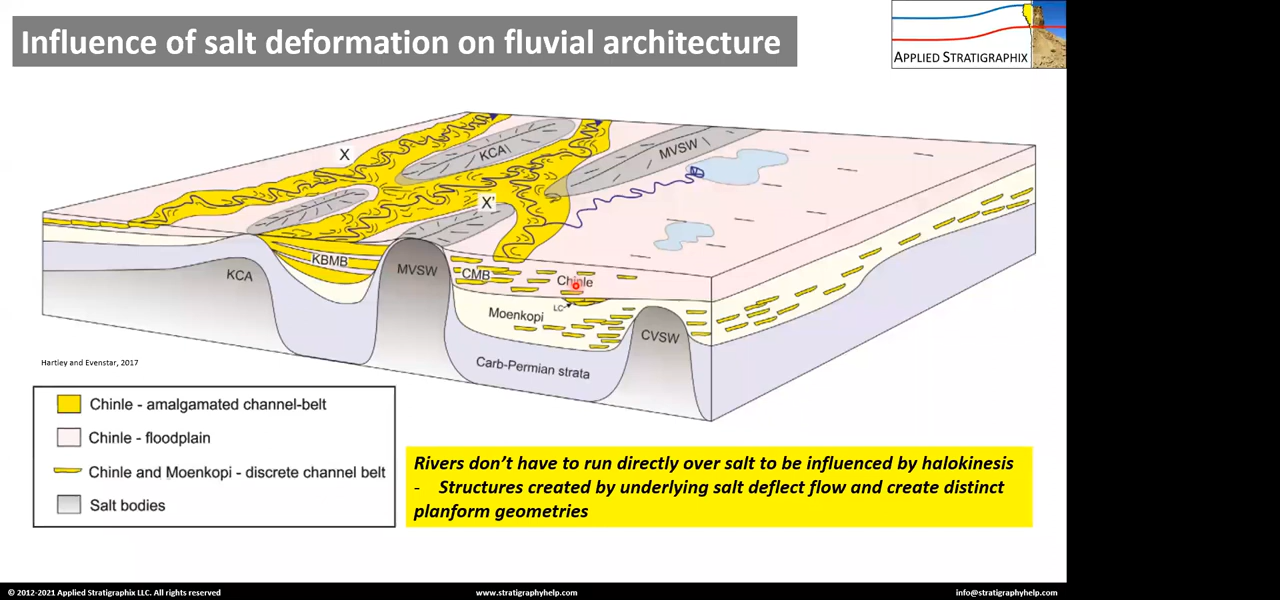 Influence of salt deformation on fluvial architecture
APPLIED STRATIGRAPHIX
X
KCA
MVSW
X'
KBMB
KCA
MVSW
CMB
Chinle
LC
Moenkopi
CVSW
Carb-Permian strata
Hartley and Evenstar, 2017
Chinle - amalgamated channel-belt
Chinle - floodplain
Chinle and Moenkopi - discrete channel belt
Salt bodies
Rivers don't have to run directly over salt to be influenced by halokinesis
- Structures created by underlying salt deflect flow and create distinct
planform geometries
© 2012-2021 Applied Stratigraphix LLC. All rights reserved
www.stratigraphyhelp.com
info@stratigraphyhelp.com